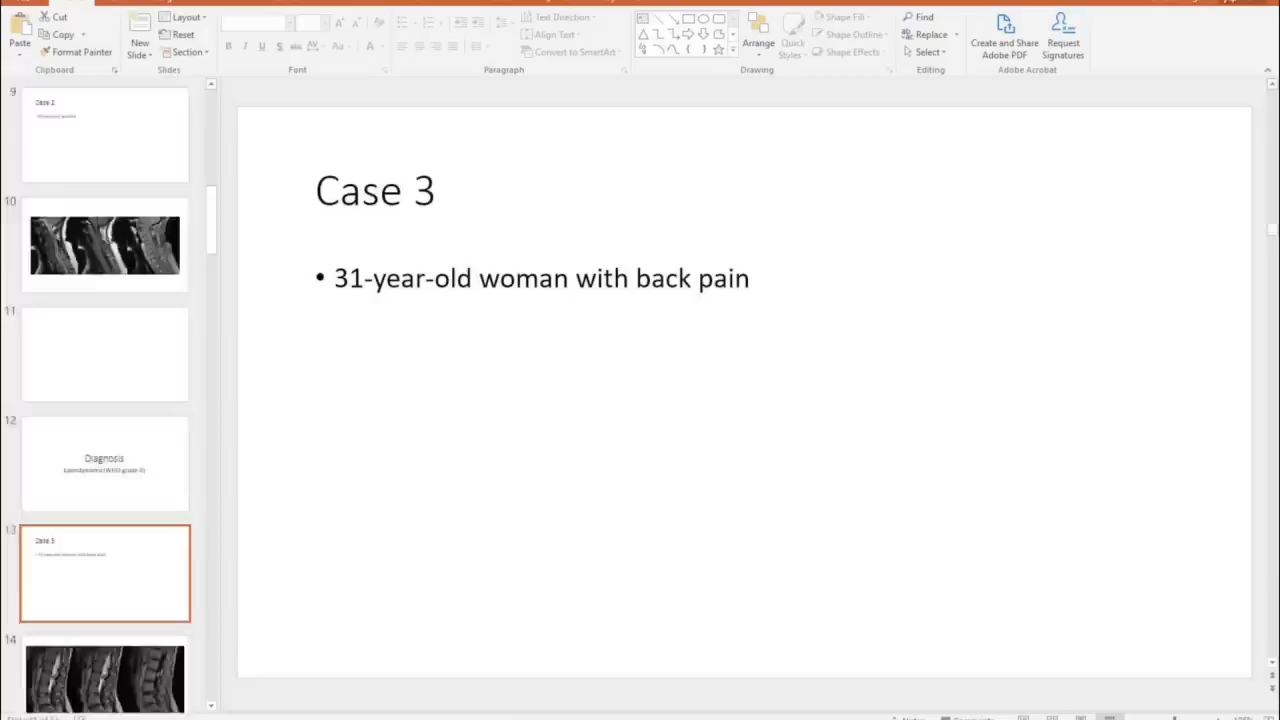 Cut
Copy
Format Painter
Paste
Clipboard
New
Slide
Layout
Reset
Section
Slides
B I U S abc AV Aa A
Font
Text Direction
Align Text
Convert to SmartArt
Paragraph
Arrange
Quick
Styles
Shape Fill
Shape Outline
Shape Effects
Drawing
Find
Replace
Select
Editing
Create and Share
Adobe PDF
Request
Signatures
Adobe Acrobat
9
Case 2
10
11
12
Diagnosis
13
Case 3
14
Case 3
• 31-year-old woman with back pain